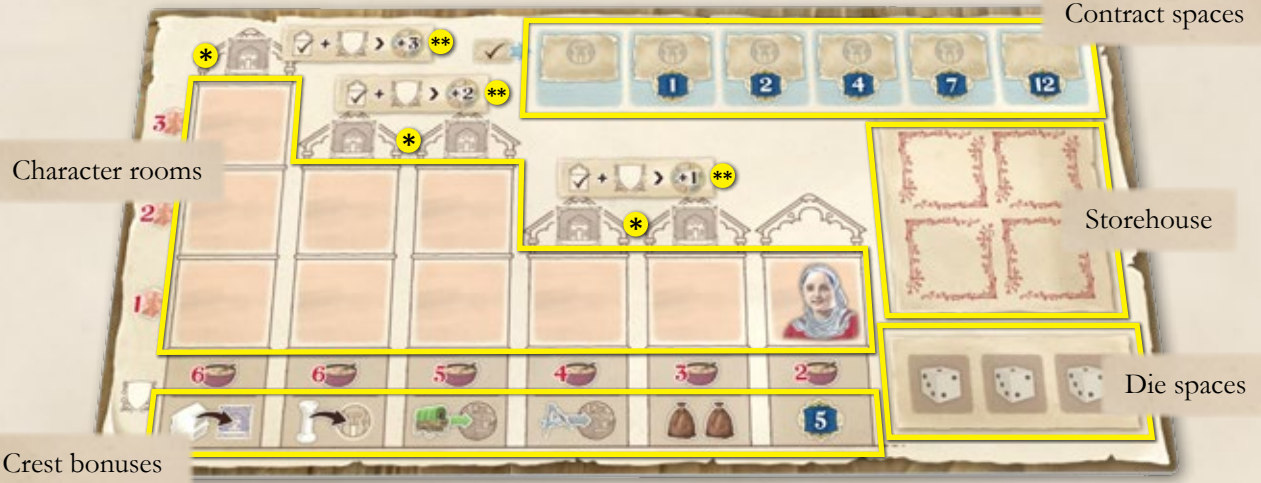 Contract spaces
* + > +3 **
1 2 4 7 12
+ > +2 **
*
3
Character rooms
+ > +1 **
2
*
Storehouse
1
6 6 5 4 3 2
Die spaces
5
Crest bonuses